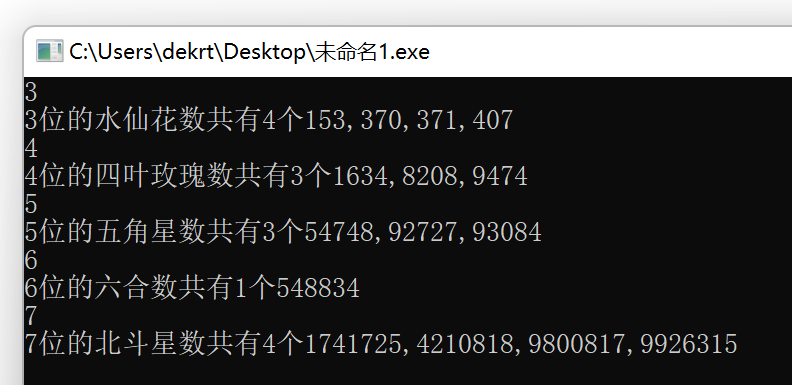 C:\Users\dekrt\Desktop\未命名1.exe
3
3位的水仙花数共有4个153,370,371,407
4
4位的四叶玫瑰数共有3个1634,8208,9474
5
5位的五角星数共有3个54748,92727,93084
6
6位的六合数共有1个548834
7
7位的北斗星数共有4个1741725,4210818,9800817,9926315